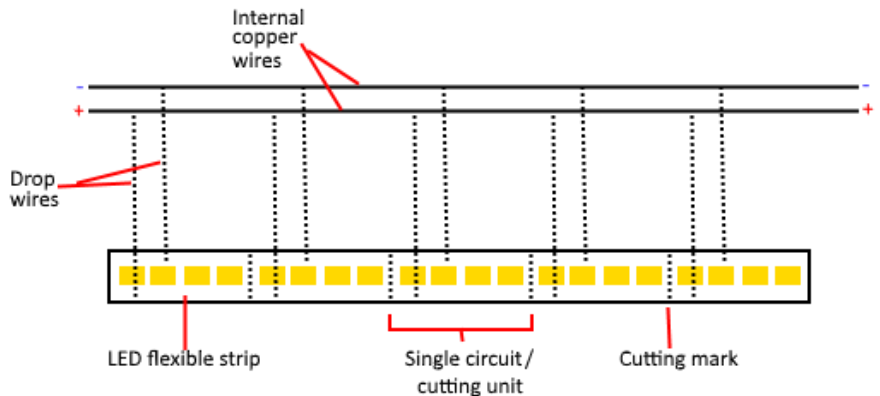 Internal
copper
wires
- -
+ +
Drop
wires
LED flexible strip
Single circuit/
cutting unit
Cutting mark